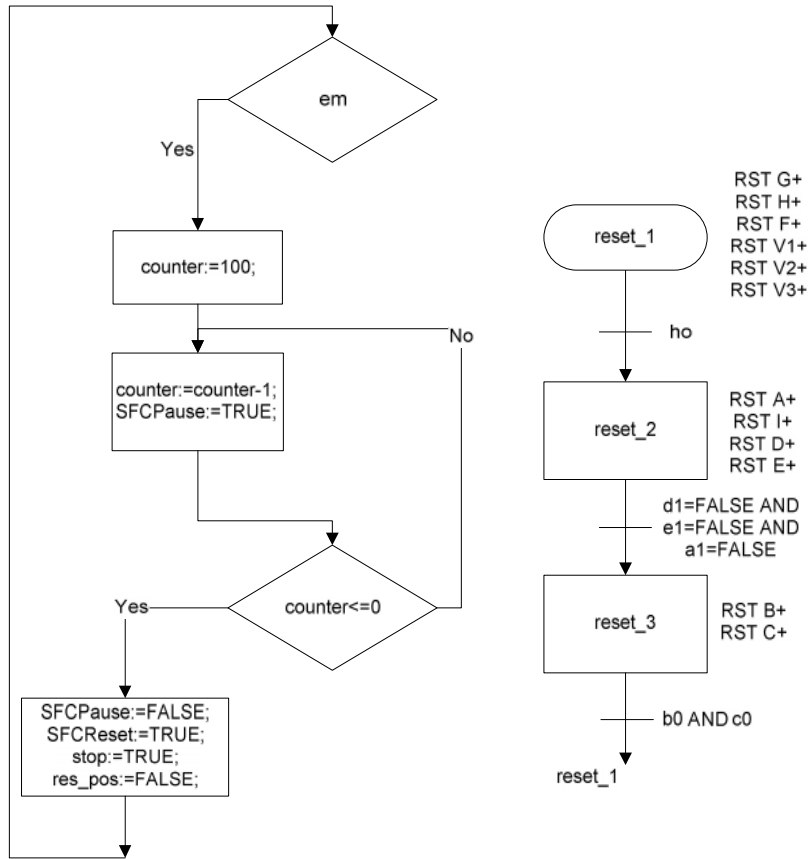 em
Yes
counter:=100;
No
counter:=counter-1;
SFCPause:=TRUE;
counter<=0
Yes
SFCPause:=FALSE;
SFCReset:=TRUE;
stop:=TRUE;
res_pos:=FALSE;
RST G+
RST H+
RST F+
RST V1+
RST V2+
RST V3+
reset_1
ho
reset_2
RST A+
RST I+
RST D+
RST E+
d1=FALSE AND
e1=FALSE AND
a1=FALSE
reset_3
RST B+
RST C+
b0 AND c0
reset_1